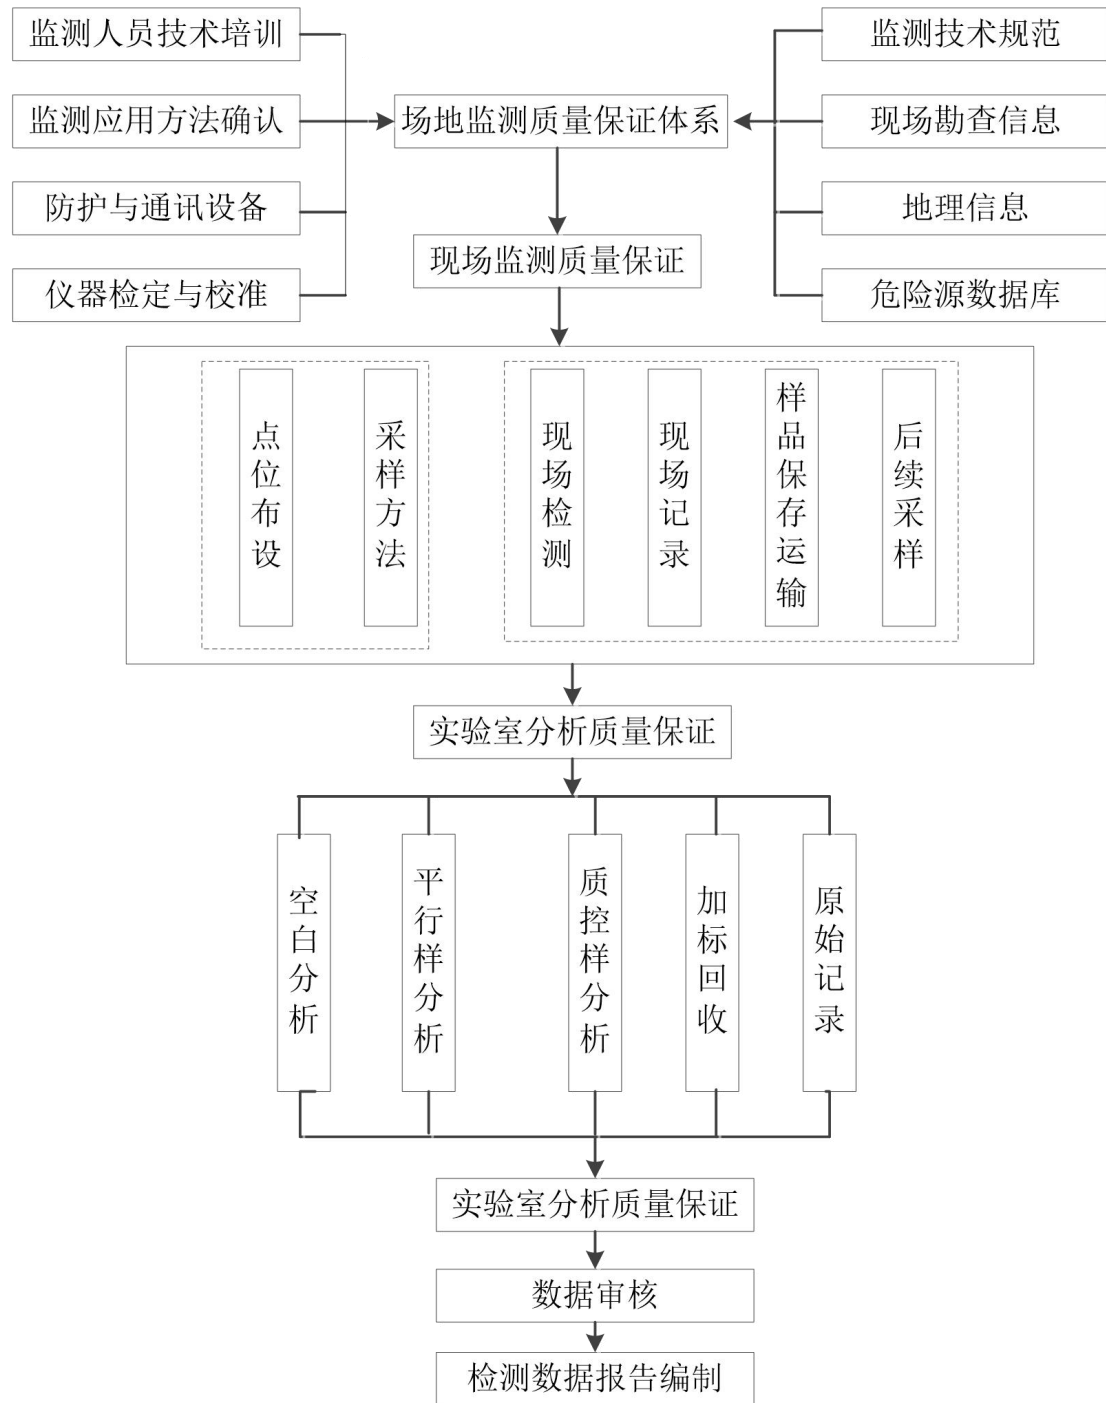 监测人员技术培训
监测应用方法确认
防护与通讯设备
仪器检定与校准
场地监测质量保证体系
监测技术规范
现场勘查信息
地理信息
危险源数据库
现场监测质量保证
点位布设
采样方法
现场检测
现场记录
样品保存运输
后续采样
实验室分析质量保证
空白分析
平行样分析
质控样分析
加标回收
原始记录
实验室分析质量保证
数据审核
检测数据报告编制